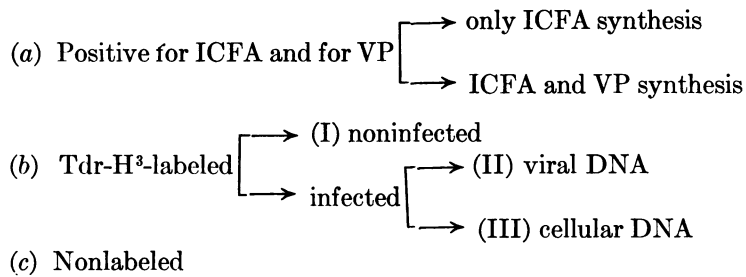 only ICFA synthesis
(a) Positive for ICFA and for VP
ICFA and VP synthesis
(I) noninfected
(b) Tdr-H³-labeled
(II) viral DNA
infected
(III) cellular DNA
(c) Nonlabeled